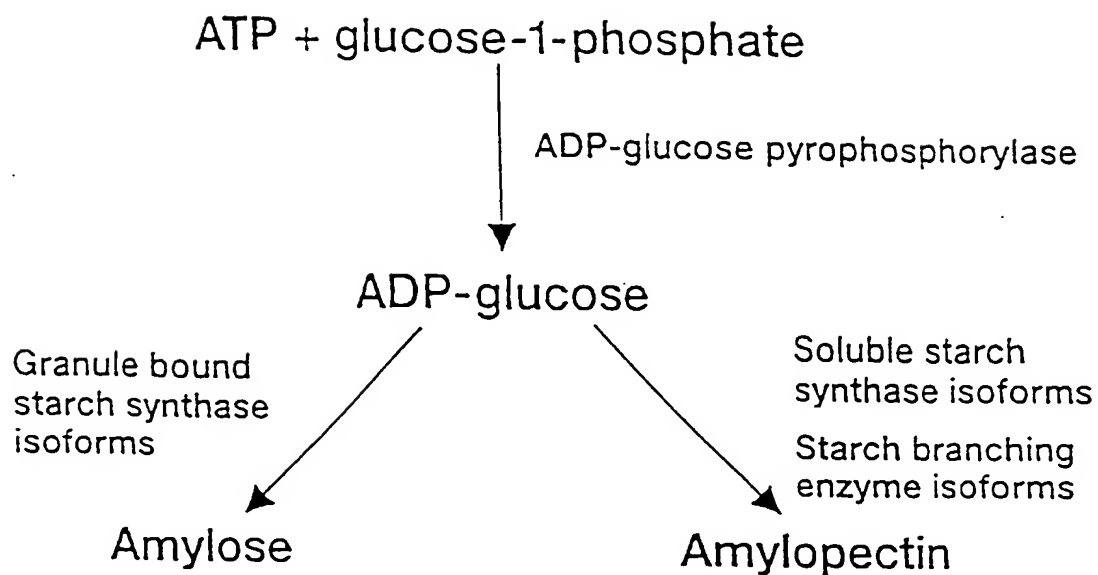 ATP + glucose-1-phosphate
ADP-glucose pyrophosphorylase
ADP-glucose
Granule bound
starch synthase
isoforms
Soluble starch
synthase isoforms
Starch branching
enzyme isoforms
Amylose
Amylopectin